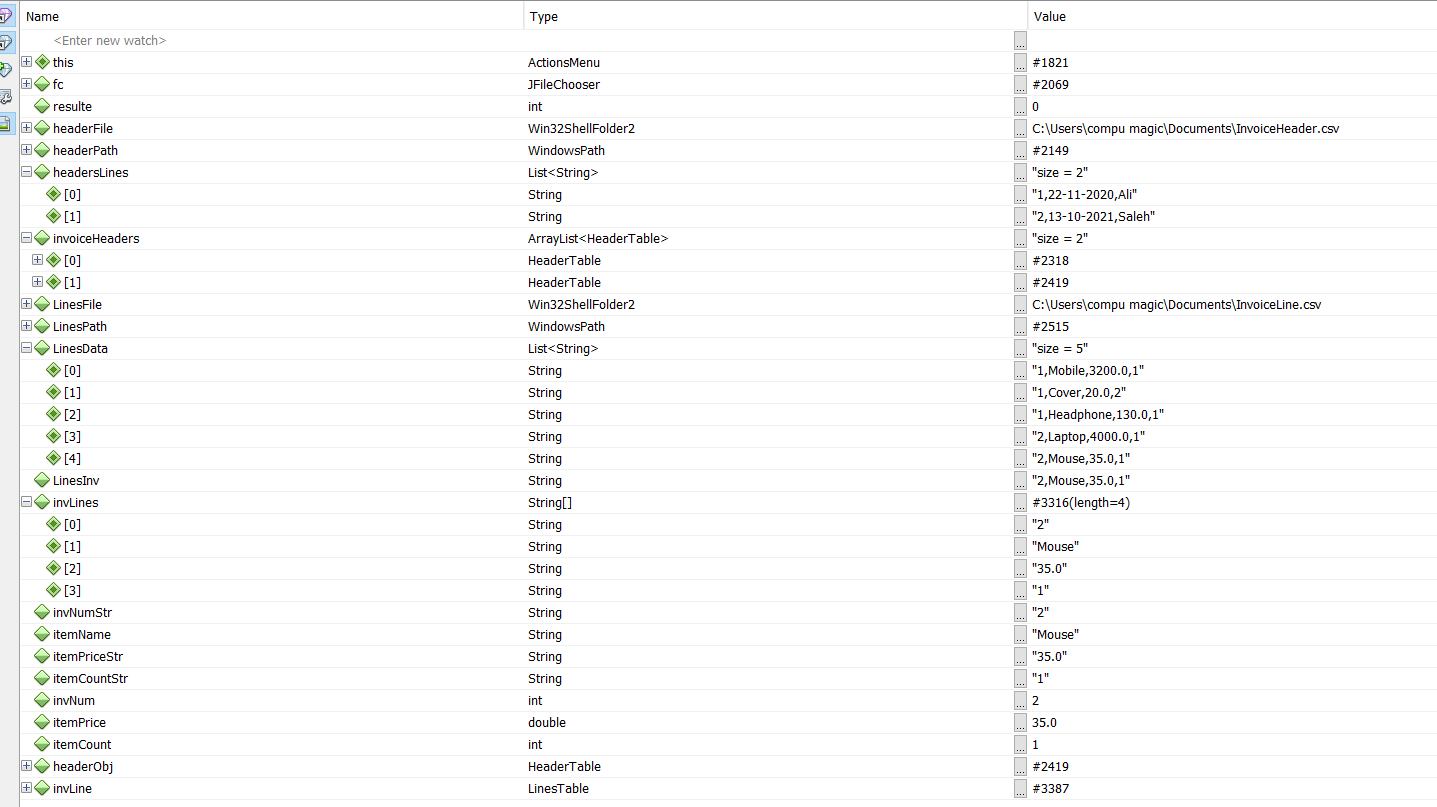 Name Type Value
<Enter new watch> ...
this ActionsMenu ... #1821
fc JFileChooser ... #2069
resulte int ... 0
headerFile Win32ShellFolder2 ... C:\Users\compu magic\Documents\InvoiceHeader.csv
headerPath WindowsPath ... #2149
headersLines List<String> ... "size = 2"
[0] String ... "1,22-11-2020,Ali"
[1] String ... "2,13-10-2021,Saleh"
invoiceHeaders ArrayList<HeaderTable> ... "size = 2"
[0] HeaderTable ... #2318
[1] HeaderTable ... #2419
LinesFile Win32ShellFolder2 ... C:\Users\compu magic\Documents\InvoiceLine.csv
LinesPath WindowsPath ... #2515
LinesData List<String> ... "size = 5"
[0] String ... "1,Mobile,3200.0,1"
[1] String ... "1,Cover,20.0,2"
[2] String ... "1,Headphone,130.0,1"
[3] String ... "2,Laptop,4000.0,1"
[4] String ... "2,Mouse,35.0,1"
LinesInv String ... "2,Mouse,35.0,1"
invLines String[] ... #3316(length=4)
[0] String ... "2"
[1] String ... "Mouse"
[2] String ... "35.0"
[3] String ... "1"
invNumStr String ... "2"
itemName String ... "Mouse"
itemPriceStr String ... "35.0"
itemCountStr String ... "1"
invNum int ... 2
itemPrice double ... 35.0
itemCount int ... 1
headerObj HeaderTable ... #2419
invLine LinesTable ... #3387